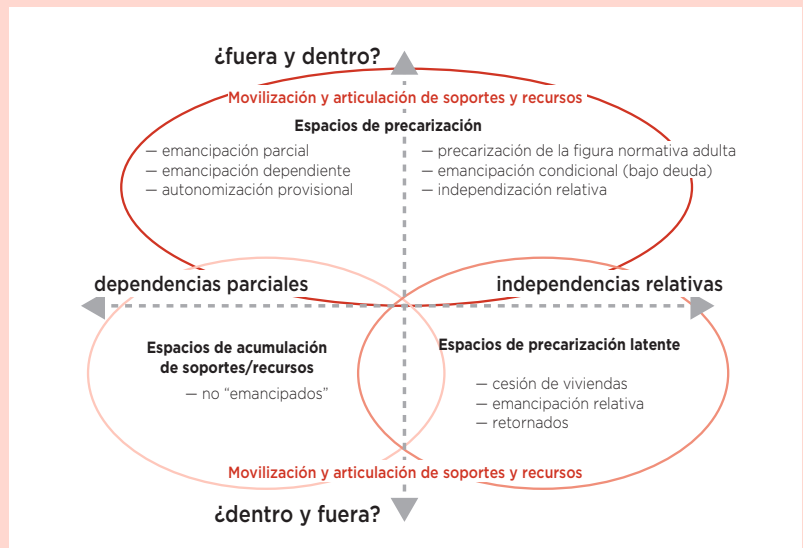 ¿fuera y dentro?
Movilización y articulación de soportes y recursos
Espacios de precarización
— emancipación parcial
— emancipación dependiente
— autonomización provisional
— precarización de la figura normativa adulta
— emancipación condicional (bajo deuda)
— independización relativa
dependencias parciales
independencias relativas
Espacios de acumulación
de soportes/recursos
— no “emancipados”
Espacios de precarización latente
— cesión de viviendas
— emancipación relativa
— retornados
Movilización y articulación de soportes y recursos
¿dentro y fuera?